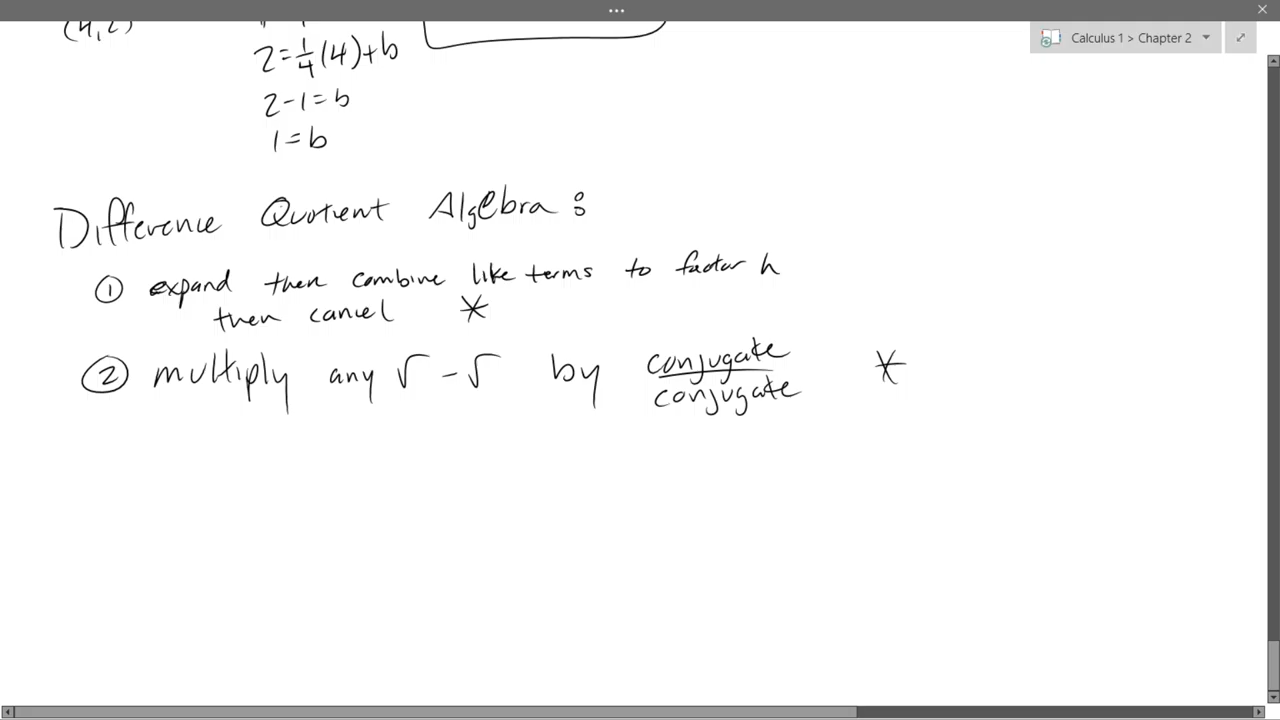 Calculus 1 > Chapter 2
2 = 1/4 (4) + b
2 - 1 = b
1 = b
Difference Quotient Algebra :
① expand then combine like terms to factor h
then cancel *
② multiply any √ - √ by conjugate/conjugate *